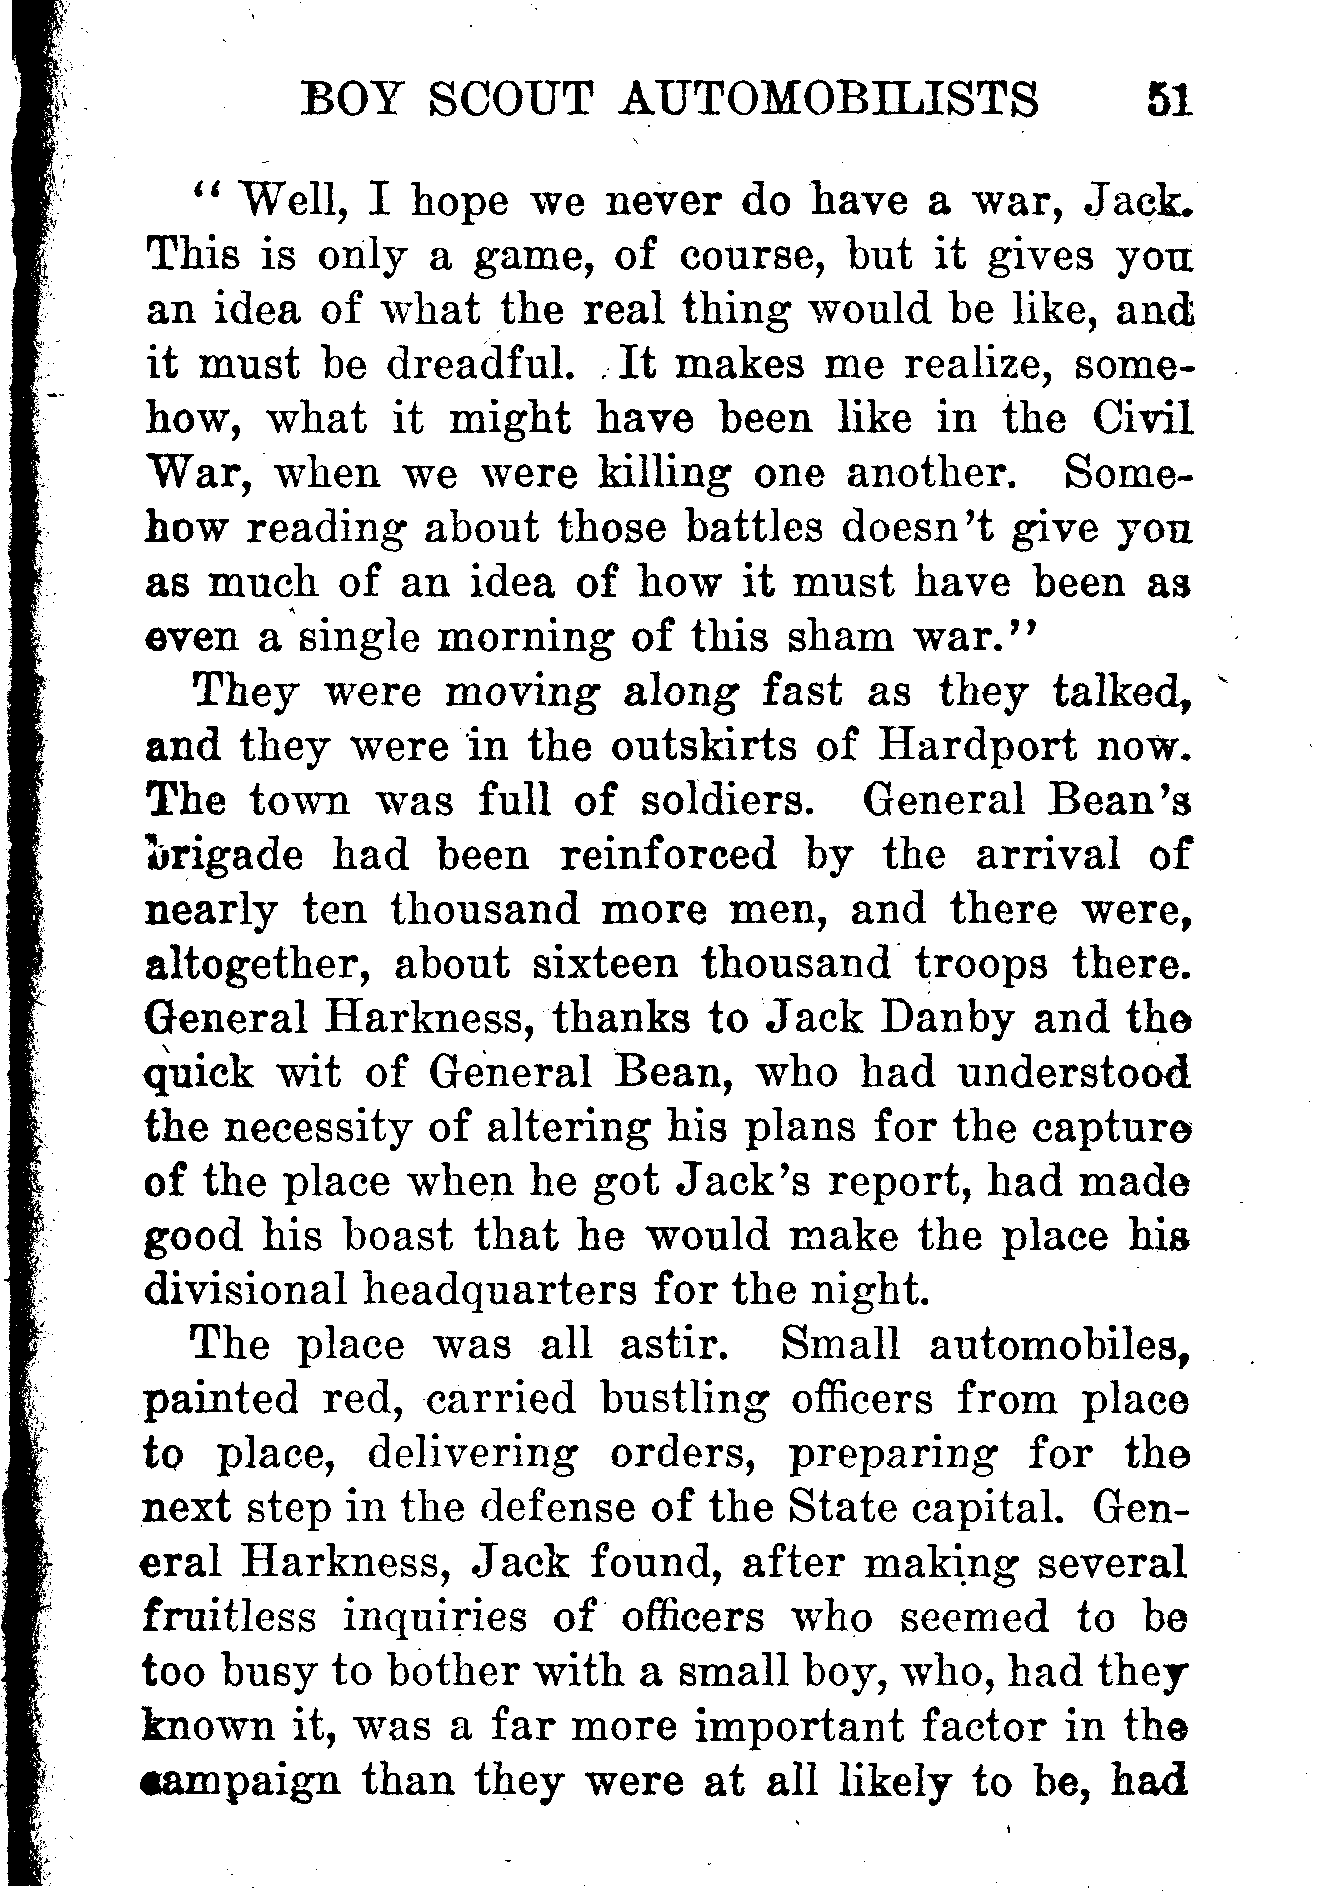 BOY SCOUT AUTOMOBILISTS 51
" Well, I hope we never do have a war, Jack.
This is only a game, of course, but it gives you
an idea of what the real thing would be like, and
it must be dreadful. It makes me realize, some-
how, what it might have been like in the Civil
War, when we were killing one another. Some-
how reading about those battles doesn't give you
as much of an idea of how it must have been as
even a single morning of this sham war."
They were moving along fast as they talked,
and they were in the outskirts of Hardport now.
The town was full of soldiers. General Bean's
brigade had been reinforced by the arrival of
nearly ten thousand more men, and there were,
altogether, about sixteen thousand troops there.
General Harkness, thanks to Jack Danby and the
quick wit of General Bean, who had understood
the necessity of altering his plans for the capture
of the place when he got Jack's report, had made
good his boast that he would make the place his
divisional headquarters for the night.
The place was all astir. Small automobiles,
painted red, carried bustling officers from place
to place, delivering orders, preparing for the
next step in the defense of the State capital. Gen-
eral Harkness, Jack found, after making several
fruitless inquiries of officers who seemed to be
too busy to bother with a small boy, who, had they
known it, was a far more important factor in the
campaign than they were at all likely to be, had